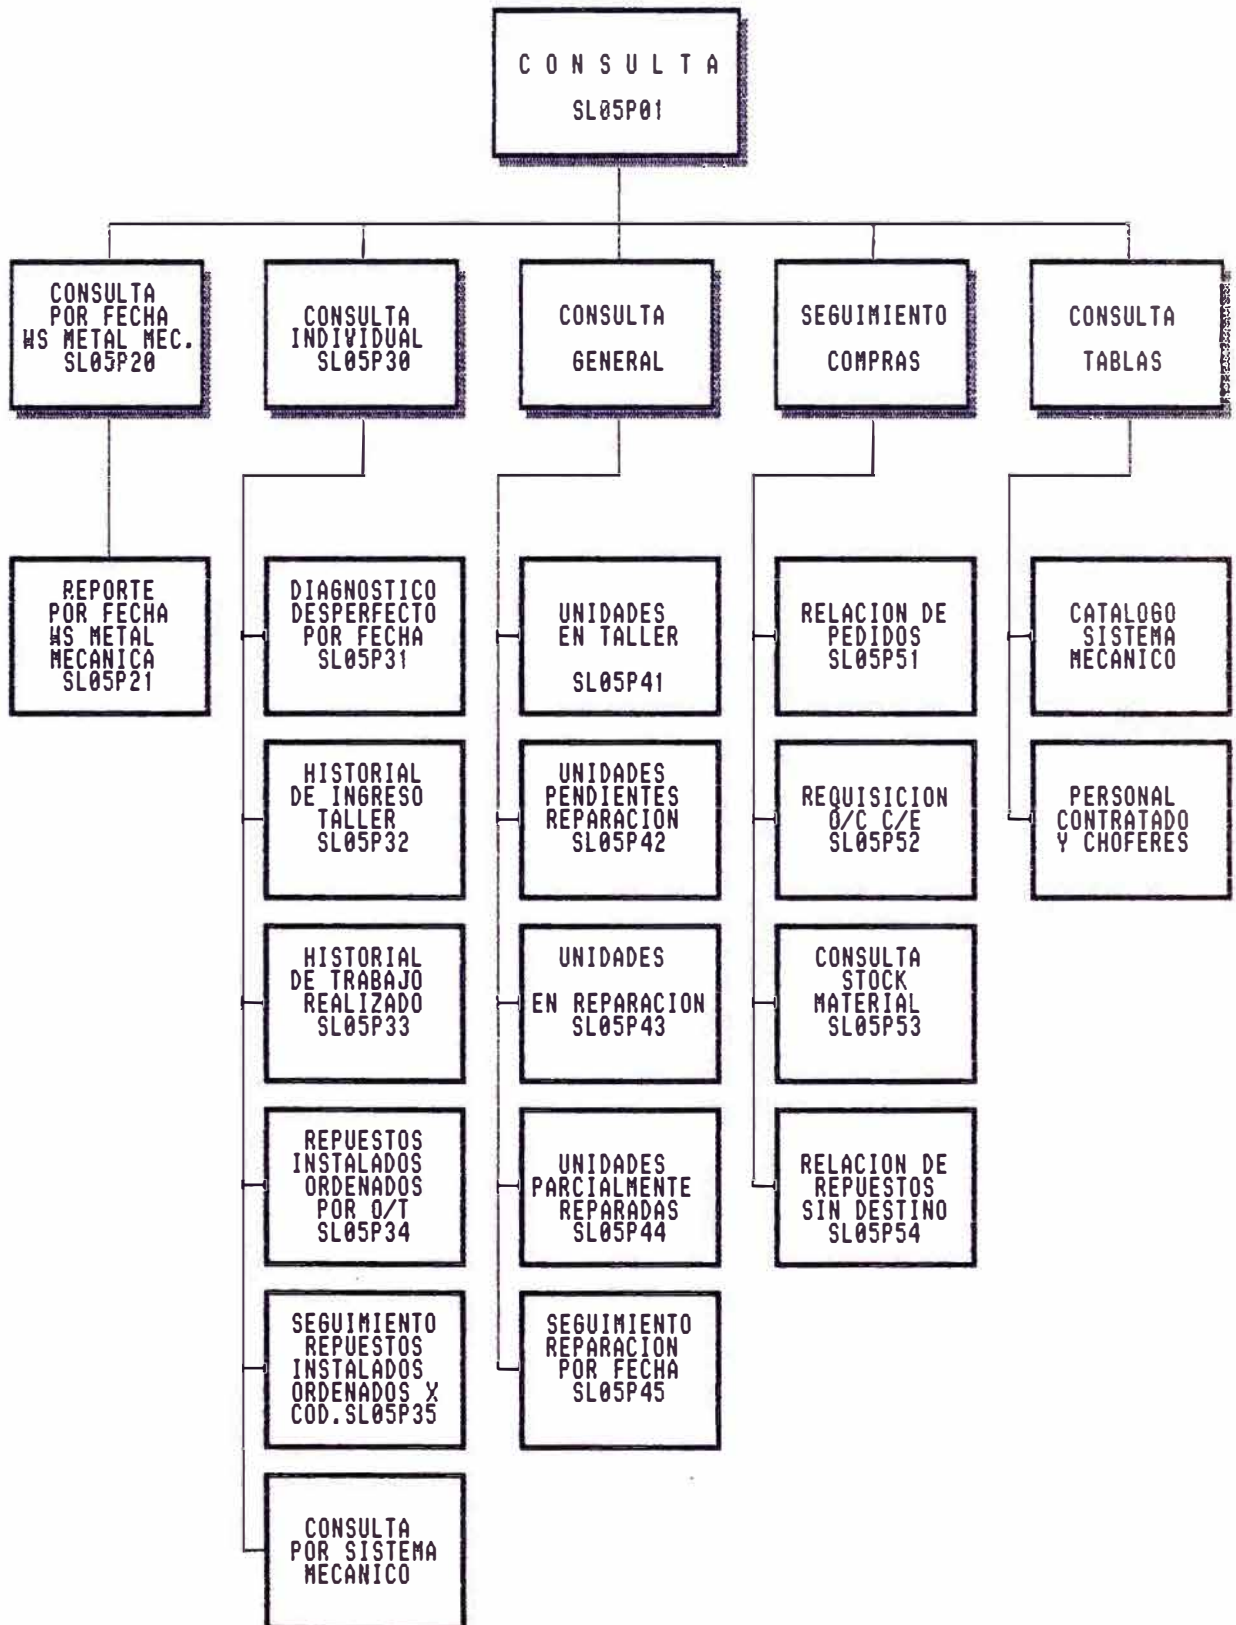 C O N S U L T A
SL05P01
CONSULTA
POR FECHA
WS METAL MEC.
SL05P20
CONSULTA
INDIVIDUAL
SL05P30
CONSULTA
GENERAL
SEGUIMIENTO
COMPRAS
CONSULTA
TABLAS
REPORTE
POR FECHA
WS METAL
MECANICA
SL05P21
DIAGNOSTICO
DESPERFECTO
POR FECHA
SL05P31
HISTORIAL
DE INGRESO
TALLER
SL05P32
HISTORIAL
DE TRABAJO
REALIZADO
SL05P33
REPUESTOS
INSTALADOS
ORDENADOS
POR O/T
SL05P34
SEGUIMIENTO
REPUESTOS
INSTALADOS
ORDENADOS X
COD.SL05P35
CONSULTA
POR SISTEMA
MECANICO
UNIDADES
EN TALLER
SL05P41
UNIDADES
PENDIENTES
REPARACION
SL05P42
UNIDADES
EN REPARACION
SL05P43
UNIDADES
PARCIALMENTE
REPARADAS
SL05P44
SEGUIMIENTO
REPARACION
POR FECHA
SL05P45
RELACION DE
PEDIDOS
SL05P51
REQUISICION
O/C C/E
SL05P52
CONSULTA
STOCK
MATERIAL
SL05P53
RELACION DE
REPUESTOS
SIN DESTINO
SL05P54
CATALOGO
SISTEMA
MECANICO
PERSONAL
CONTRATADO
Y CHOFERES